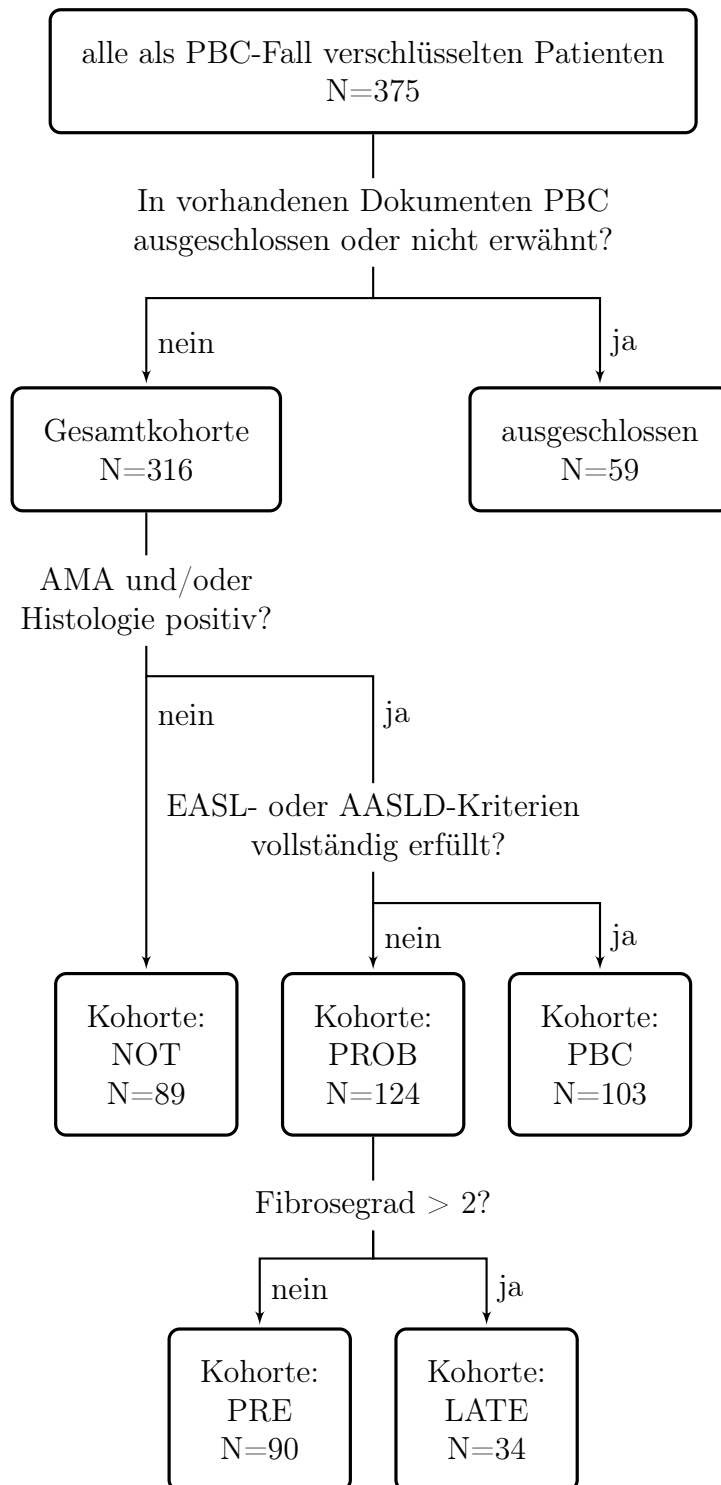 alle als PBC-Fall verschlüsselten Patienten
N=375
In vorhandenen Dokumenten PBC
ausgeschlossen oder nicht erwähnt?
nein
ja
Gesamtkohorte
N=316
ausgeschlossen
N=59
AMA und/oder
Histologie positiv?
nein
ja
EASL- oder AASLD-Kriterien
vollständig erfüllt?
nein
ja
Kohorte:
NOT
N=89
Kohorte:
PROB
N=124
Kohorte:
PBC
N=103
Fibrosegrad > 2?
nein
ja
Kohorte:
PRE
N=90
Kohorte:
LATE
N=34